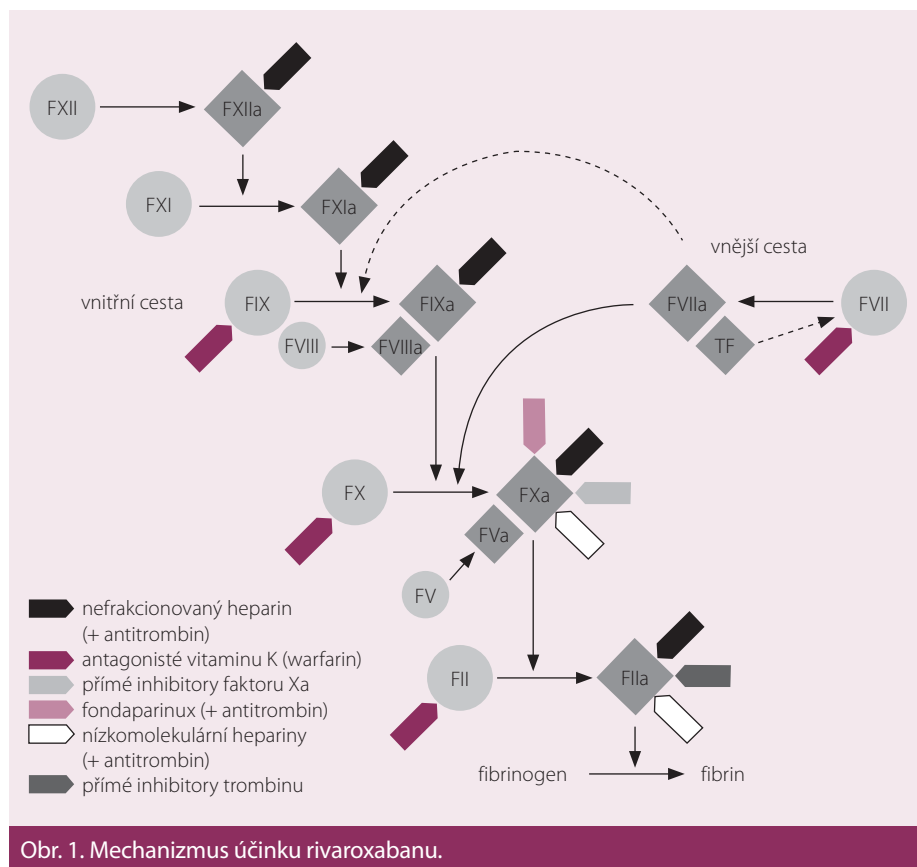 FXII
FXIIa
FXI
FXIa
vnější cesta
vnitřní cesta
FIX
FIXa
FVIIa
FVII
FVIII
FVIIIa
TF
FX
FXa
FVa
FV
nefrakcionovaný heparin
(+ antitrombin)
antagonisté vitaminu K (warfarin)
přímé inhibitory faktoru Xa
fondaparinux (+ antitrombin)
nízkomolekulární hepariny
(+ antitrombin)
přímé inhibitory trombinu
FII
FIIa
fibrinogen
fibrin
Obr. 1. Mechanizmus účinku rivaroxabanu.